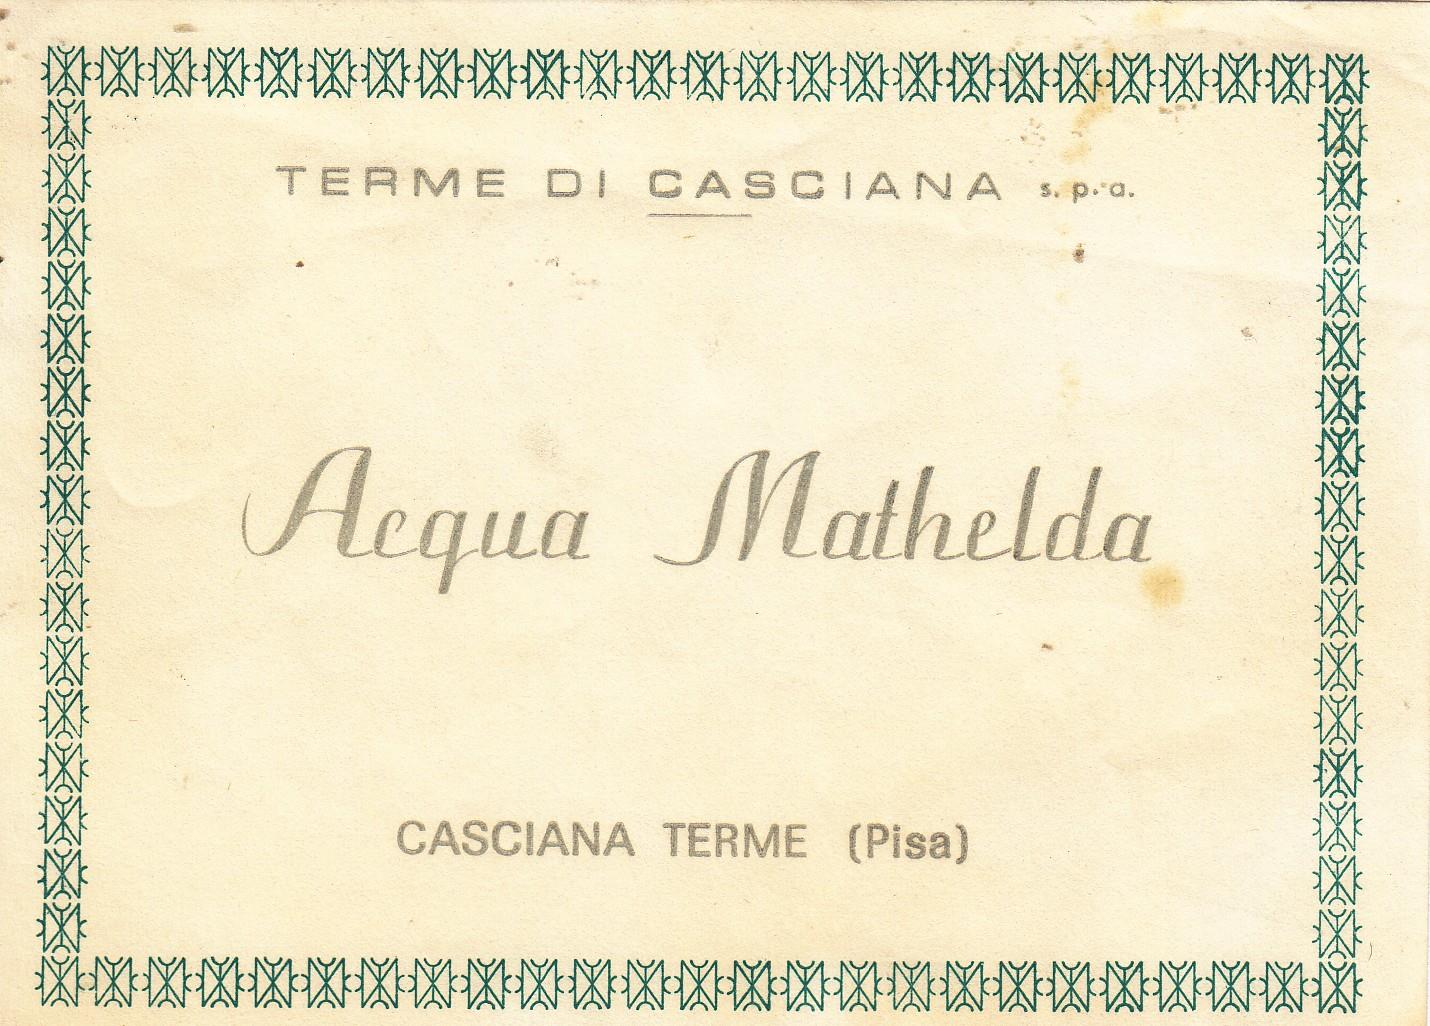 TERME DI CASCIANA s.p.a.
Acqua Mathelda
CASCIANA TERME (Pisa)